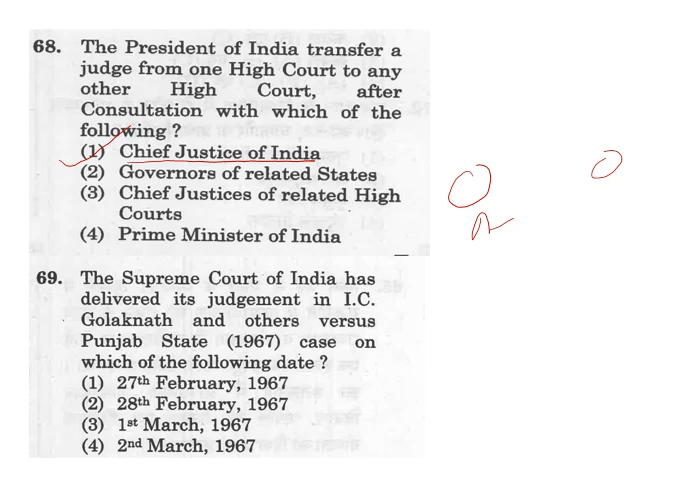 68. The President of India transfer a
judge from one High Court to any
other High Court, after
Consultation with which of the
following ?
(1) Chief Justice of India
(2) Governors of related States
(3) Chief Justices of related High
Courts
(4) Prime Minister of India
69. The Supreme Court of India has
delivered its judgement in I.C.
Golaknath and others versus
Punjab State (1967) case on
which of the following date ?
(1) 27th February, 1967
(2) 28th February, 1967
(3) 1st March, 1967
(4) 2nd March, 1967